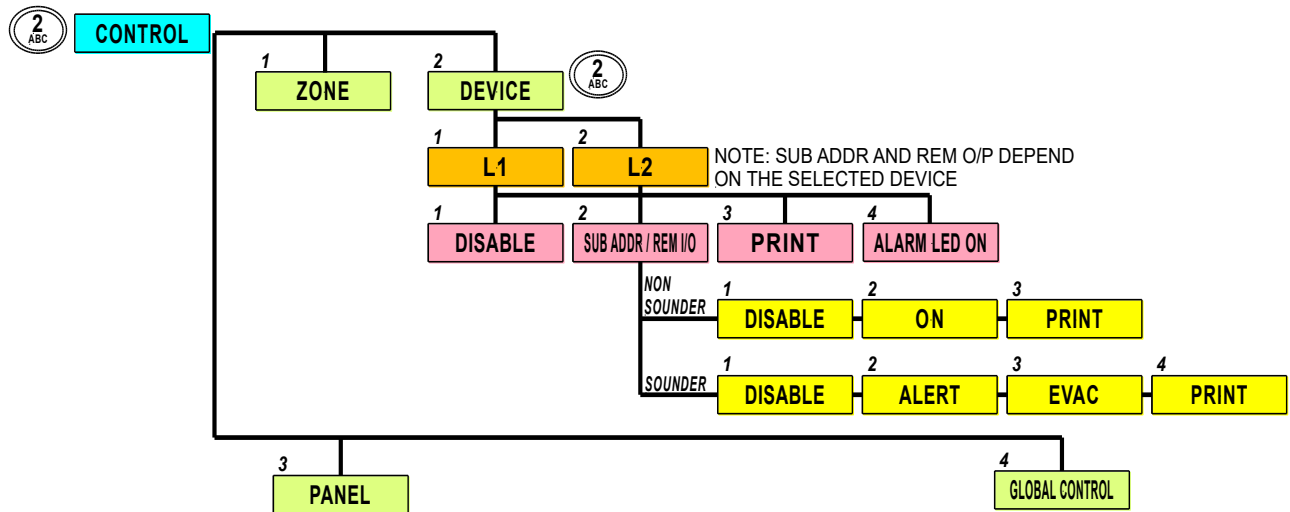 2
ABC
CONTROL
1
ZONE
2
DEVICE
2
ABC
1
L1
2
L2
NOTE: SUB ADDR AND REM O/P DEPEND
ON THE SELECTED DEVICE
1
DISABLE
2
SUB ADDR / REM I/O
3
PRINT
4
ALARM LED ON
NON
SOUNDER
1
DISABLE
2
ON
3
PRINT
SOUNDER
1
DISABLE
2
ALERT
3
EVAC
4
PRINT
3
PANEL
4
GLOBAL CONTROL